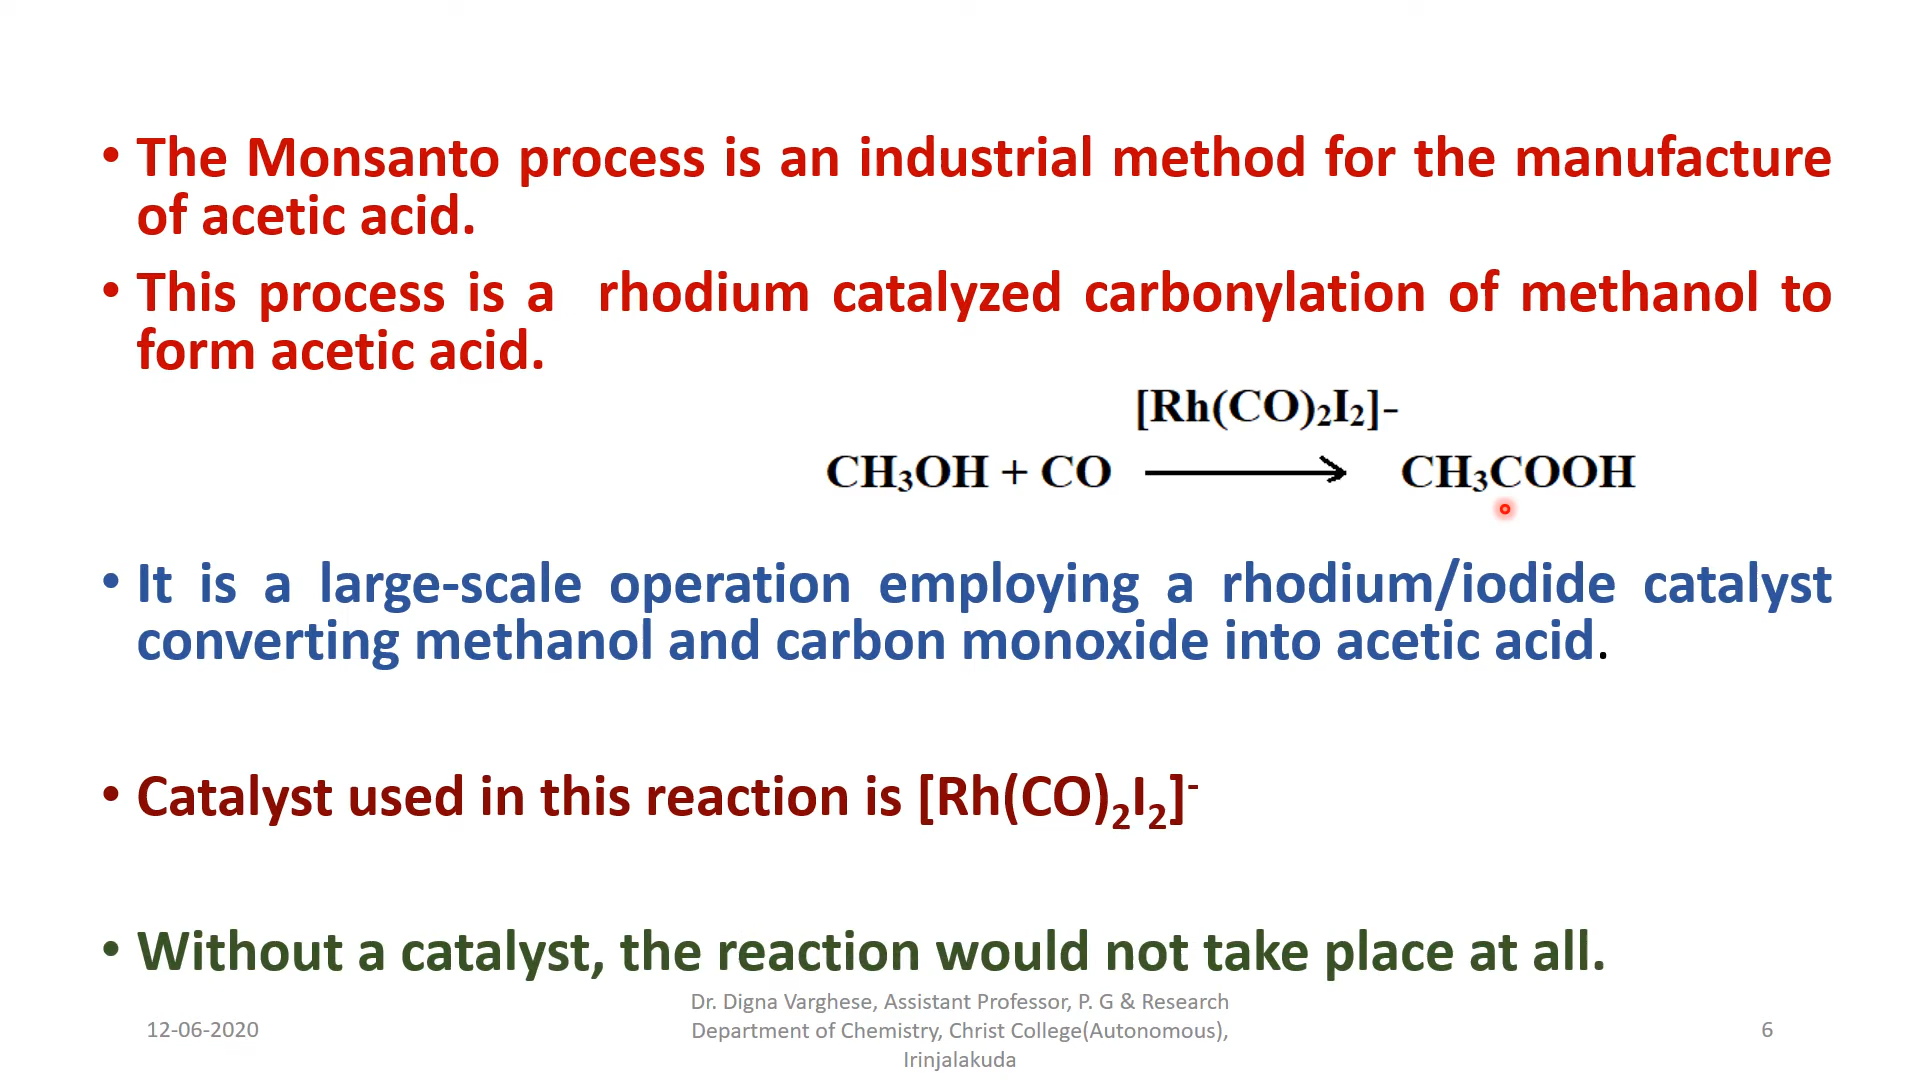 • The Monsanto process is an industrial method for the manufacture
of acetic acid.
• This process is a rhodium catalyzed carbonylation of methanol to
form acetic acid.
[Rh(CO)₂I₂]-
CH₃OH + CO ⟶ CH₃COOH
• It is a large-scale operation employing a rhodium/iodide catalyst
converting methanol and carbon monoxide into acetic acid.
• Catalyst used in this reaction is [Rh(CO)₂I₂]⁻
• Without a catalyst, the reaction would not take place at all.
12-06-2020
Dr. Digna Varghese, Assistant Professor, P. G & Research
Department of Chemistry, Christ College(Autonomous),
Irinjalakuda
6